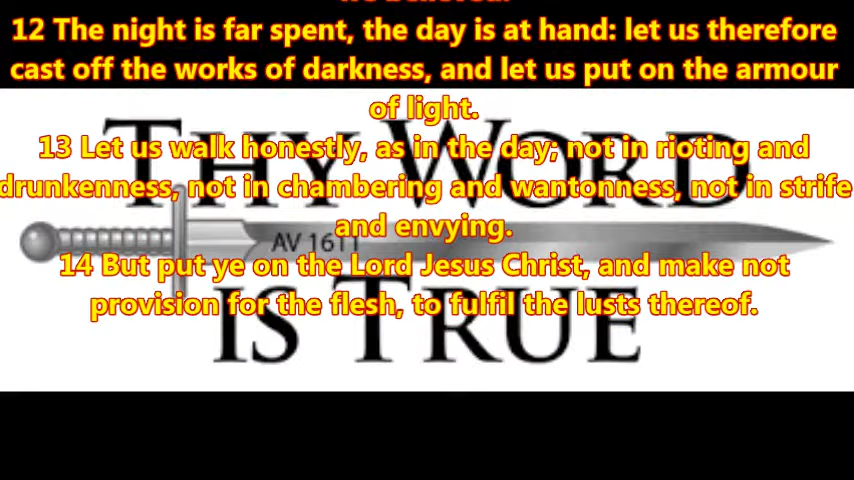 we believed.
12 The night is far spent, the day is at hand: let us therefore
cast off the works of darkness, and let us put on the armour
of light.
13 Let us walk honestly, as in the day; not in rioting and
drunkenness, not in chambering and wantonness, not in strife
and envying.
14 But put ye on the Lord Jesus Christ, and make not
provision for the flesh, to fulfil the lusts thereof.
THY WORD
AV 1611
IS TRUE